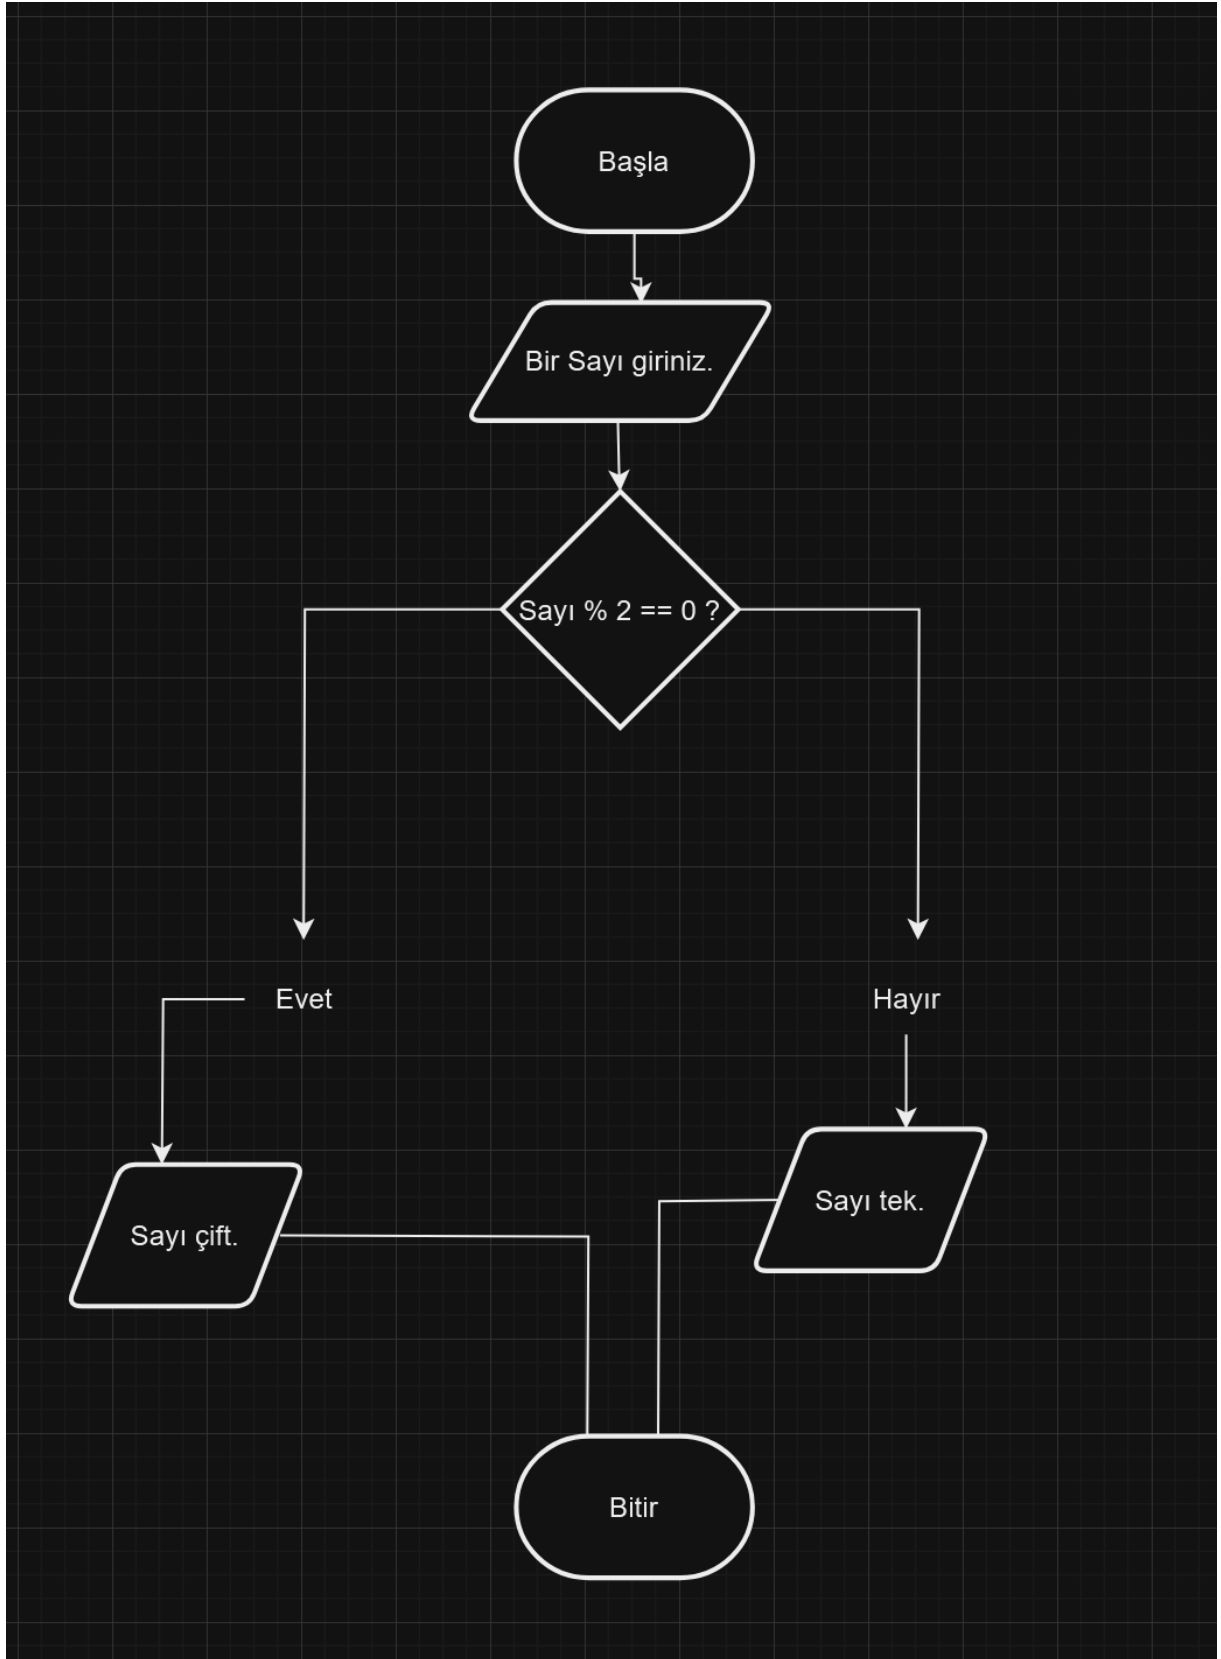 Başla
Bir Sayı giriniz.
Sayı % 2 == 0 ?
Evet
Hayır
Sayı çift.
Sayı tek.
Bitir